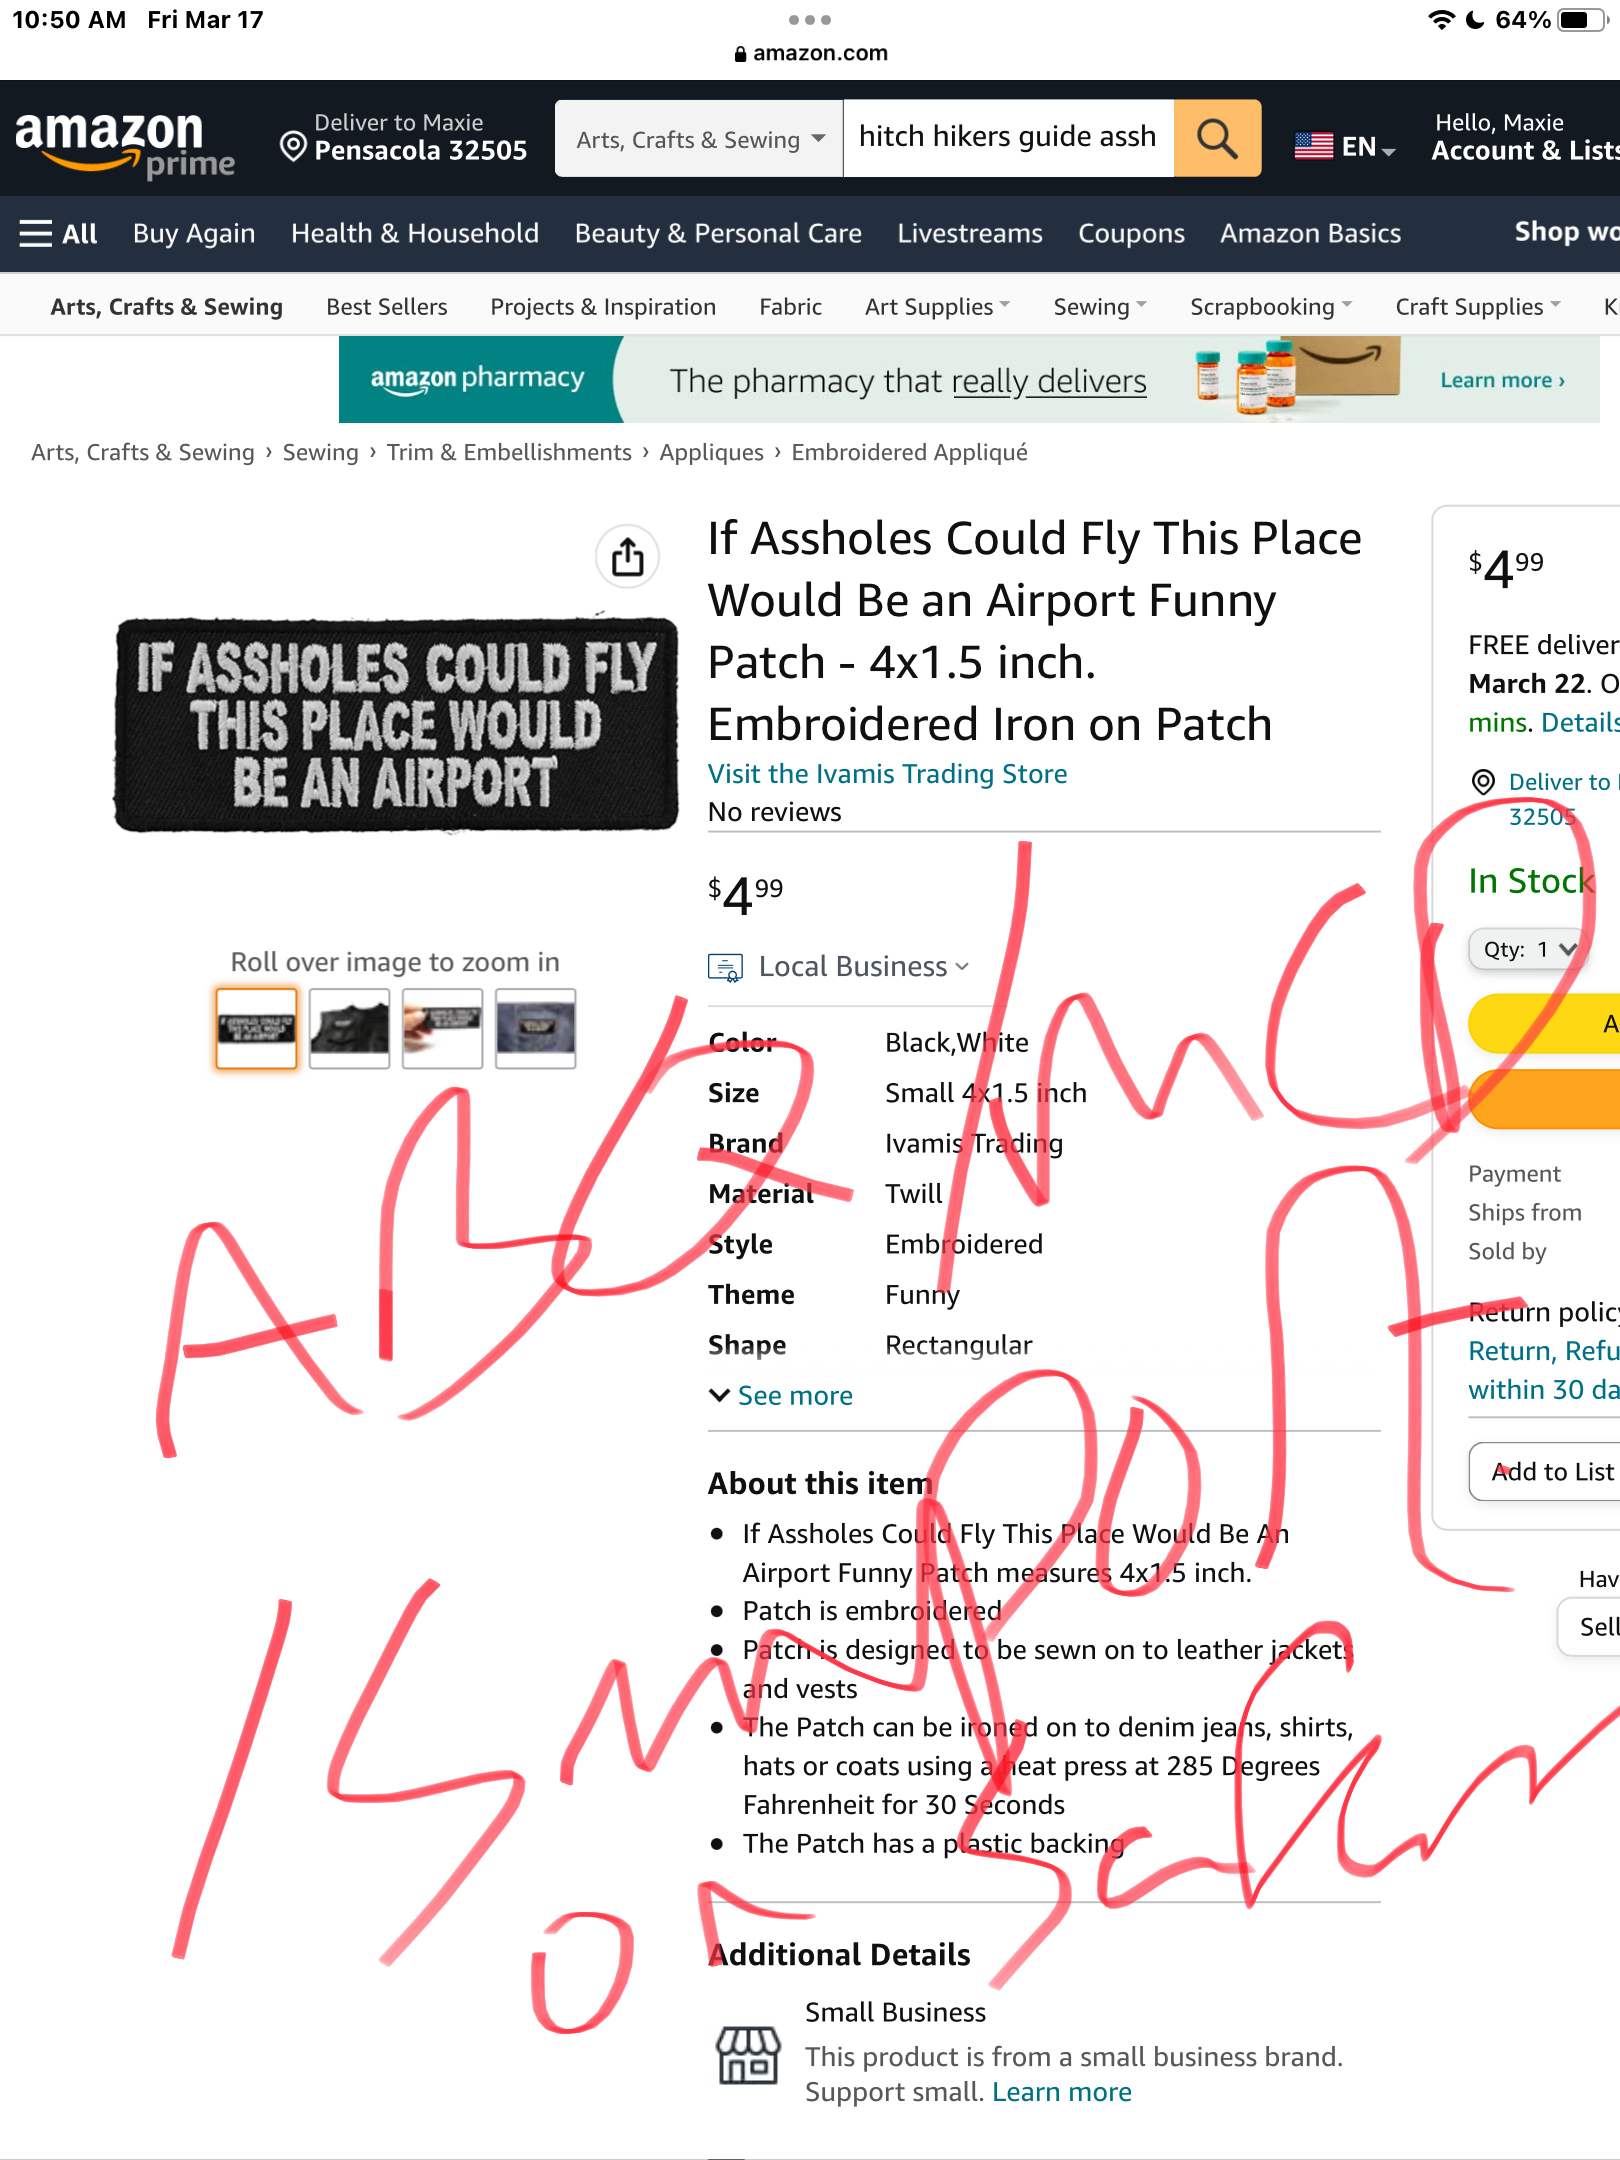 10:50 AM Fri Mar 17
64%
amazon.com
amazon prime
Deliver to Maxie
Pensacola 32505
Arts, Crafts & Sewing
hitch hikers guide assh
EN
Hello, Maxie
Account & Lists
All Buy Again Health & Household Beauty & Personal Care Livestreams Coupons Amazon Basics Shop wo
Arts, Crafts & Sewing Best Sellers Projects & Inspiration Fabric Art Supplies Sewing Scrapbooking Craft Supplies K
amazon pharmacy The pharmacy that really delivers Learn more ›
Arts, Crafts & Sewing › Sewing › Trim & Embellishments › Appliques › Embroidered Appliqué
IF ASSHOLES COULD FLY
THIS PLACE WOULD
BE AN AIRPORT
Roll over image to zoom in
If Assholes Could Fly This Place
Would Be an Airport Funny
Patch - 4x1.5 inch.
Embroidered Iron on Patch
Visit the Ivamis Trading Store
No reviews
$4.99
Local Business
Color Black,White
Size Small 4x1.5 inch
Brand Ivamis Trading
Material Twill
Style Embroidered
Theme Funny
Shape Rectangular
See more
About this item
• If Assholes Could Fly This Place Would Be An
Airport Funny Patch measures 4x1.5 inch.
• Patch is embroidered
• Patch is designed to be sewn on to leather jackets
and vests
• The Patch can be ironed on to denim jeans, shirts,
hats or coats using a heat press at 285 Degrees
Fahrenheit for 30 Seconds
• The Patch has a plastic backing
Additional Details
Small Business
This product is from a small business brand.
Support small. Learn more
$4.99
FREE deliver
March 22. O
mins. Details
Deliver to
32505
In Stock
Qty: 1
A
Payment
Ships from
Sold by
Return policy
Return, Refu
within 30 da
Add to List
Hav
Sell
or